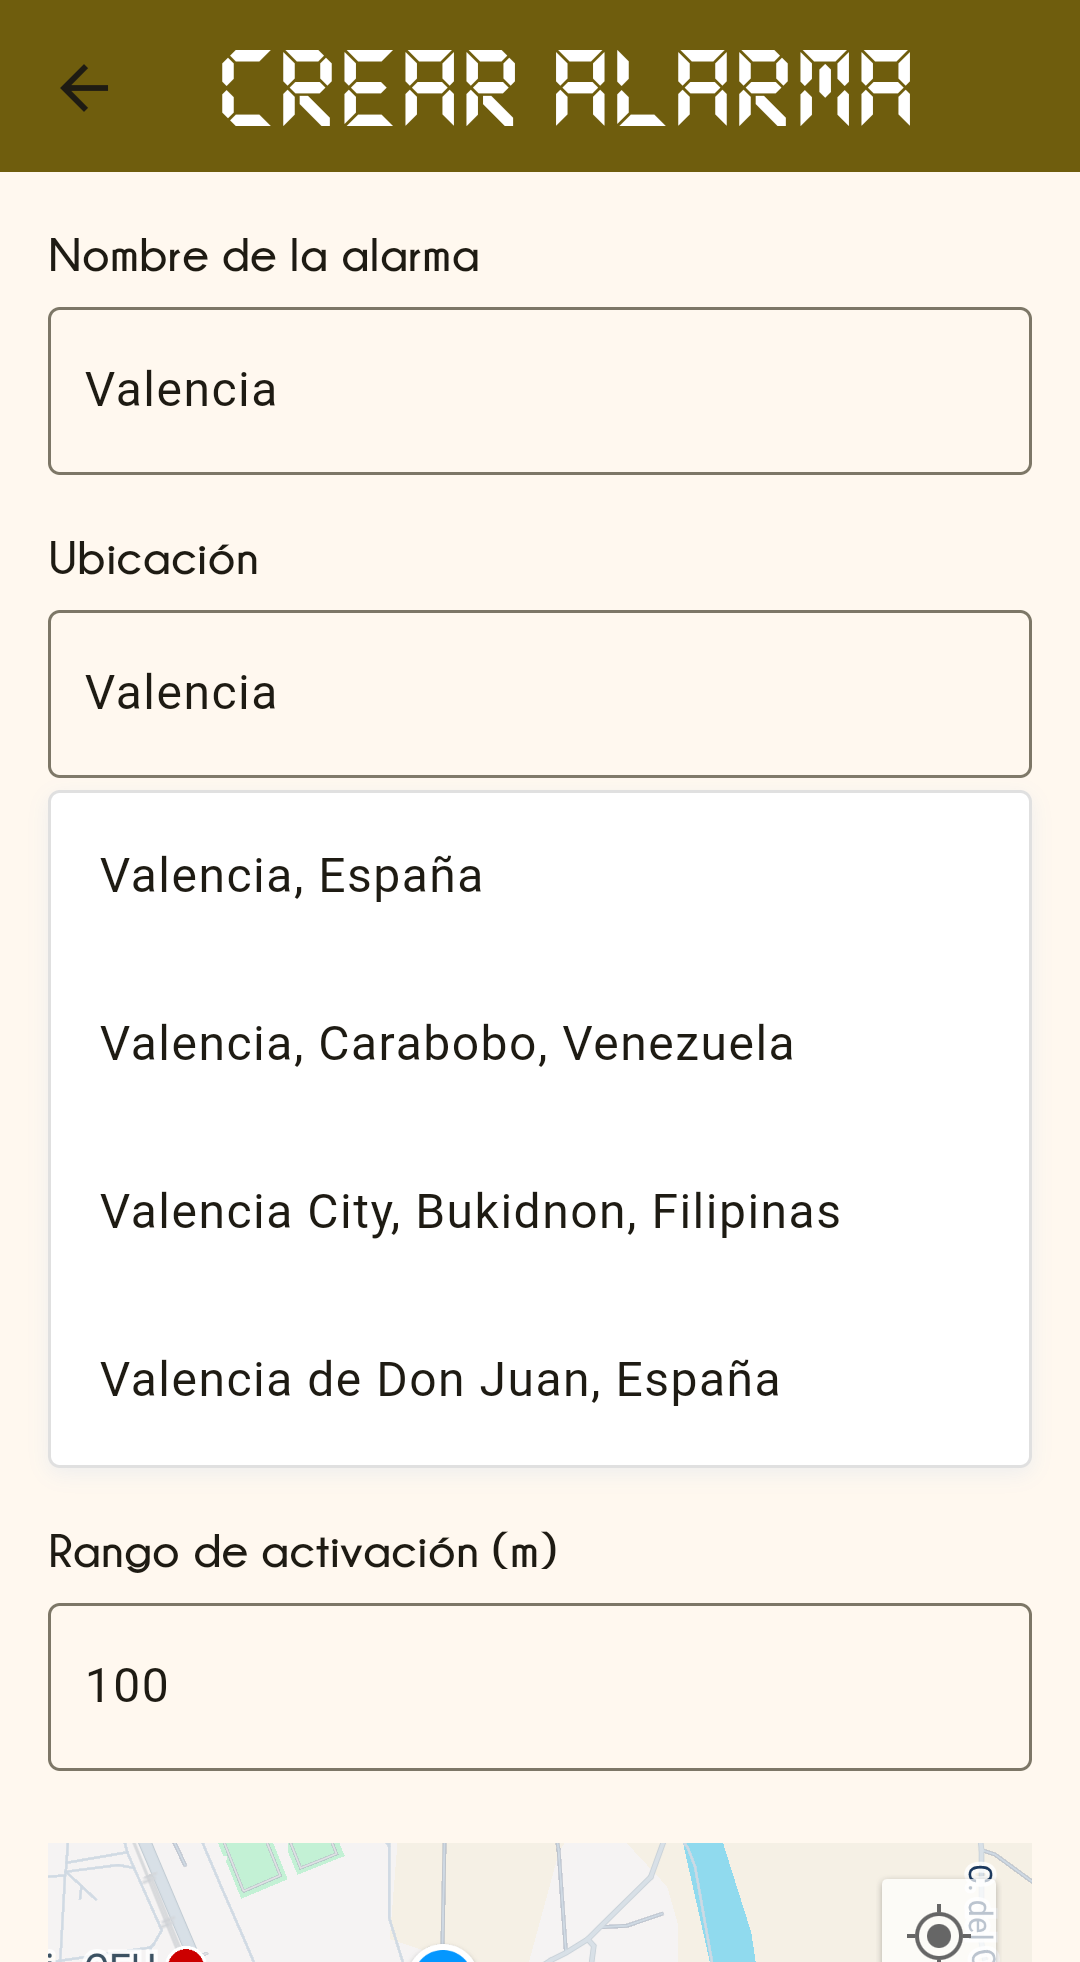 CREAR ALARMA
Nombre de la alarma
Valencia
Ubicación
Valencia
Valencia, España
Valencia, Carabobo, Venezuela
Valencia City, Bukidnon, Filipinas
Valencia de Don Juan, España
Rango de activación (m)
100
C. del